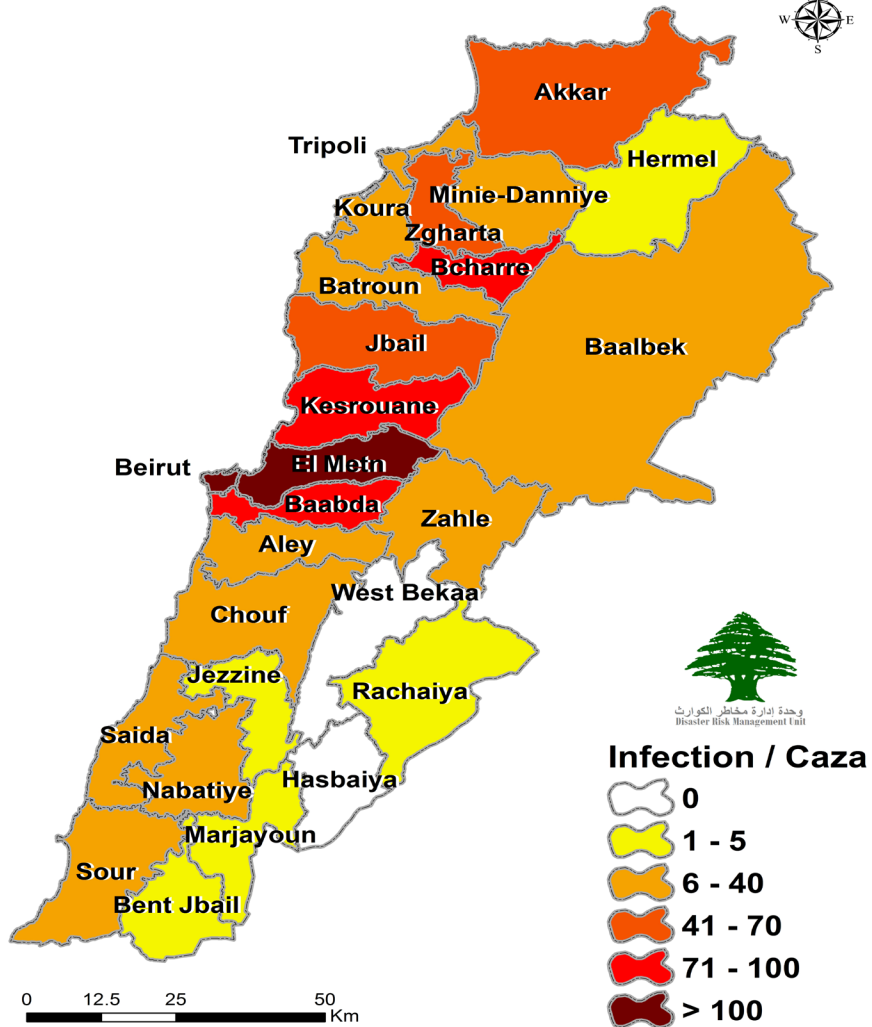 W E
S
Akkar
Tripoli
Hermel
Minie-Danniye
Koura
Zgharta
Bcharre
Batroun
Jbail
Baalbek
Kesrouane
El Metn
Beirut
Baabda
Zahle
Aley
West Bekaa
Chouf
Jezzine
Rachaiya
Saida
Hasbaiya
Nabatiye
Marjayoun
Sour
Bent Jbail
وحدة إدارة مخاطر الكوارث
Disaster Risk Management Unit
Infection / Caza
0
1 - 5
6 - 40
41 - 70
71 - 100
> 100
0 12.5 25 50
Km